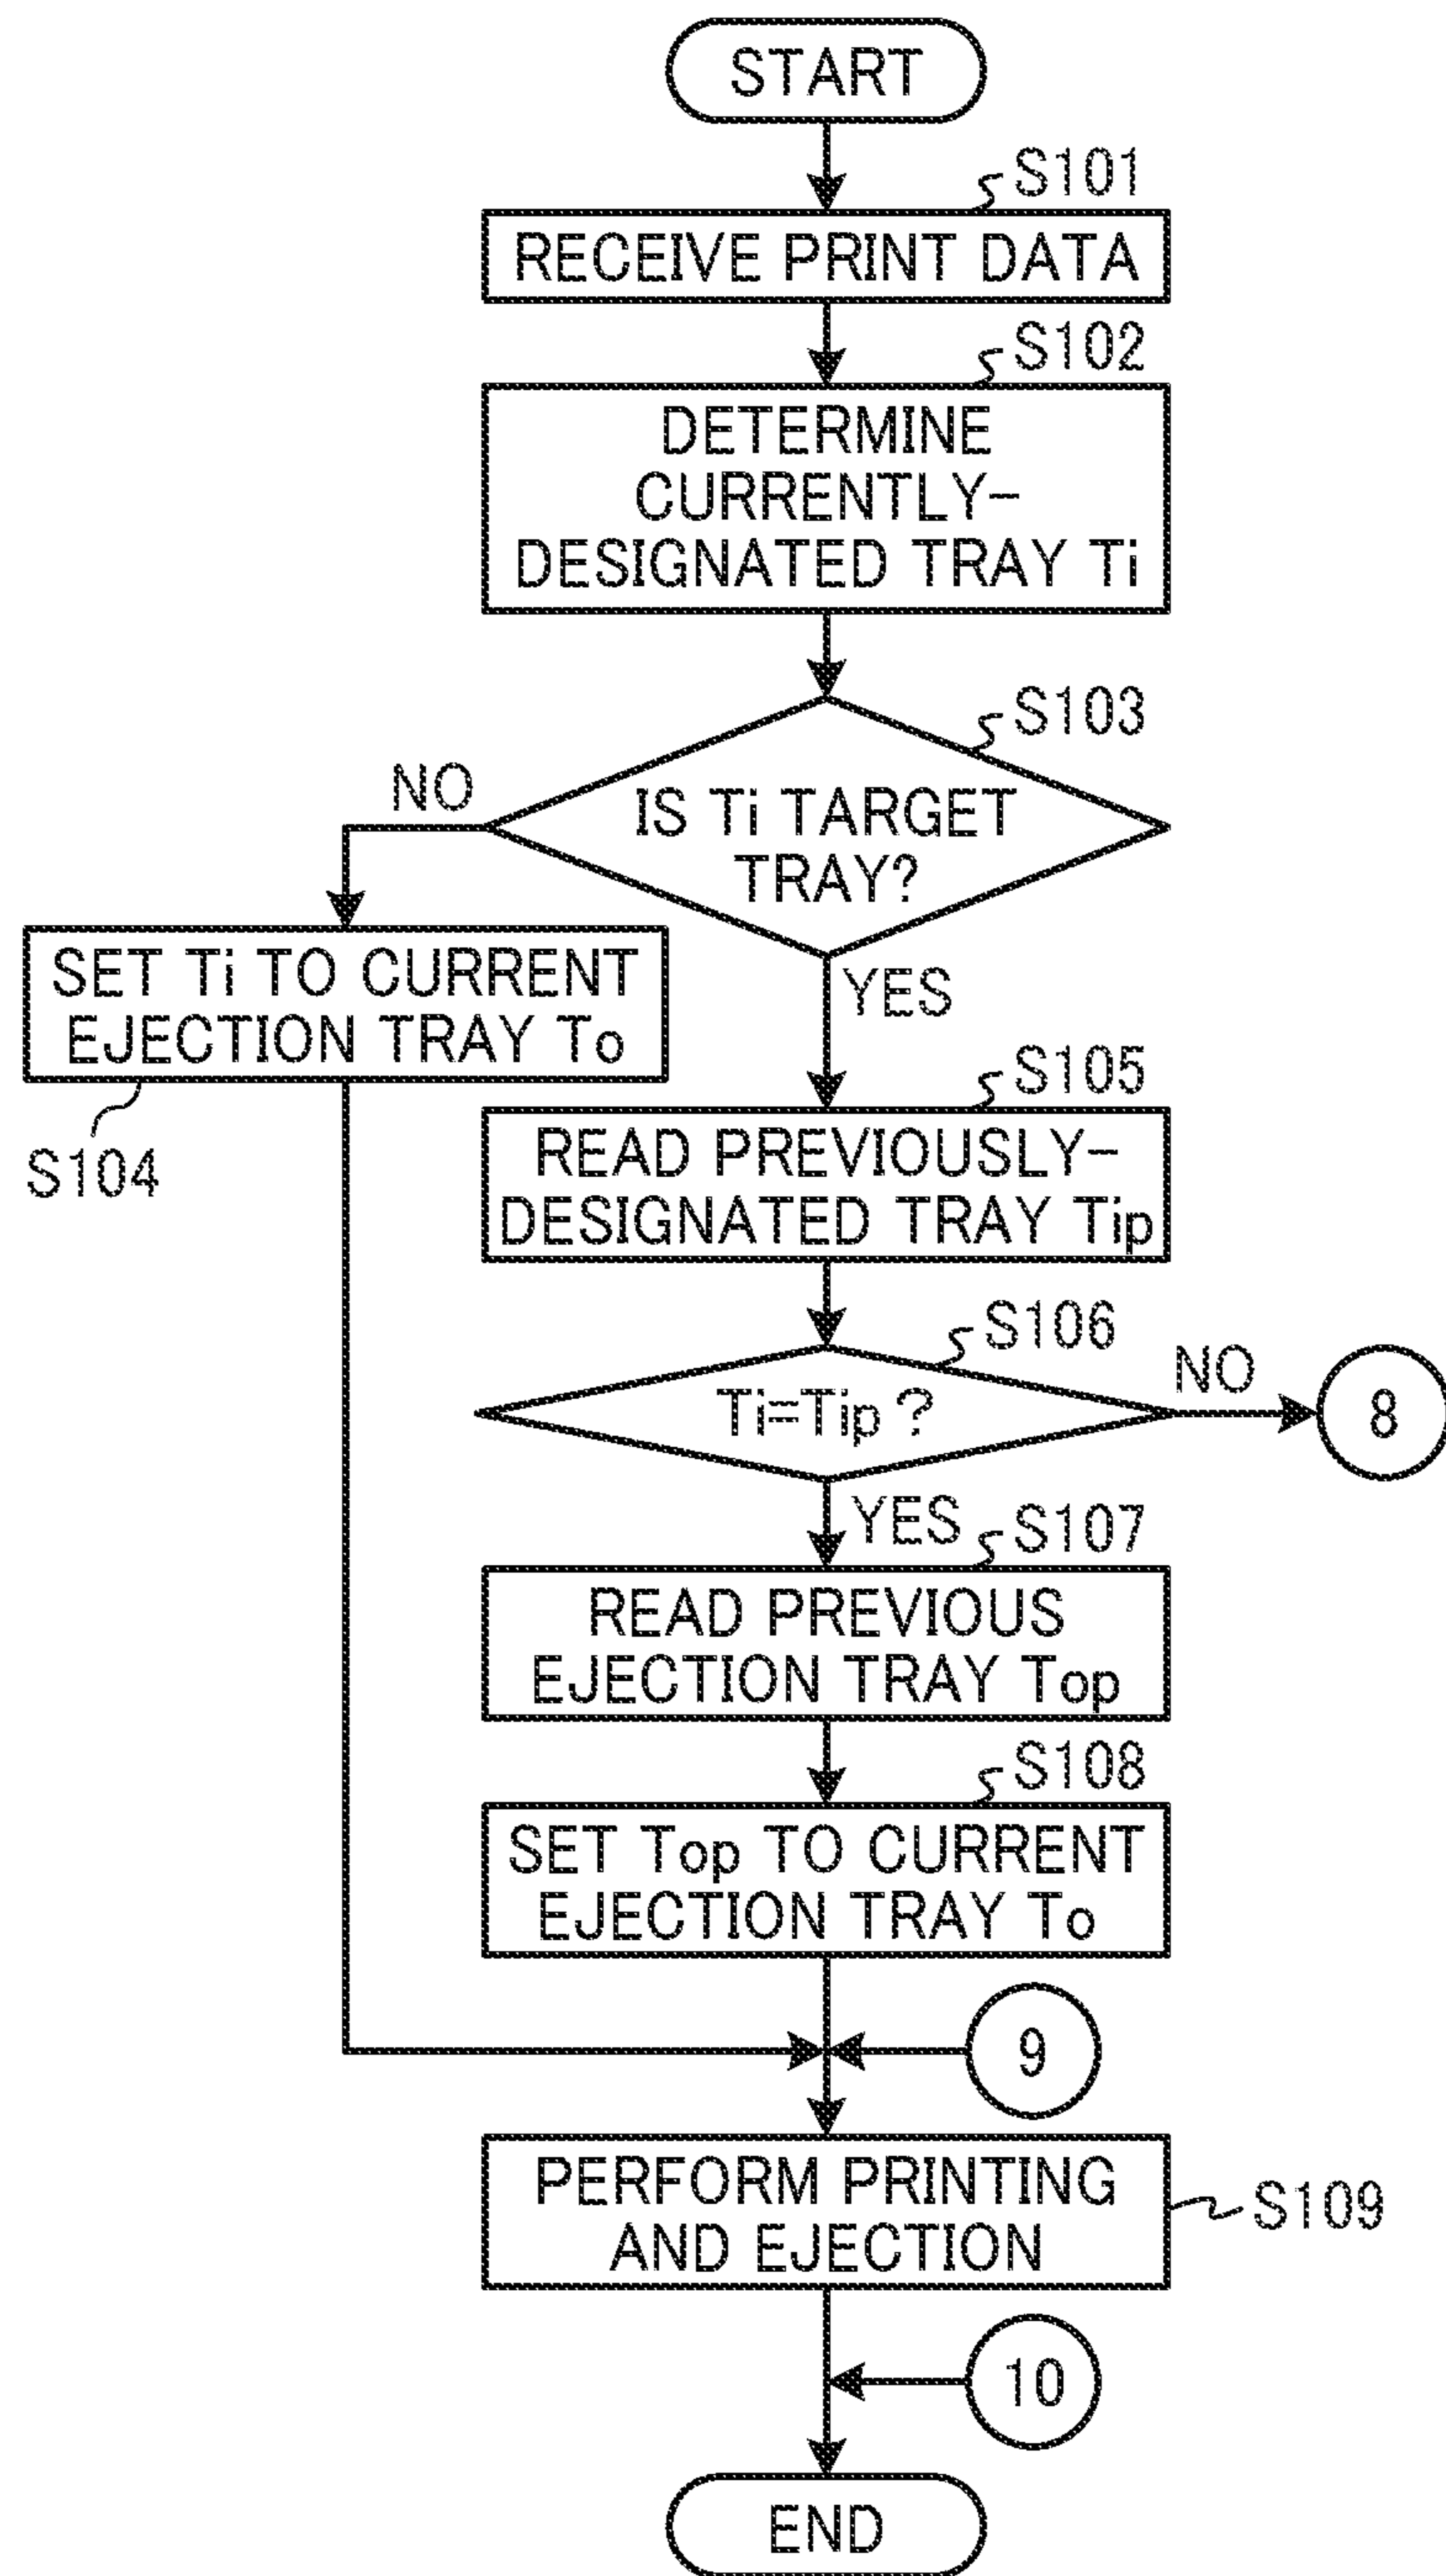 START
S101
RECEIVE PRINT DATA
S102
DETERMINE
CURRENTLY-
DESIGNATED TRAY Ti
S103
NO
IS Ti TARGET
TRAY?
YES
SET Ti TO CURRENT
EJECTION TRAY To
S104
S105
READ PREVIOUSLY-
DESIGNATED TRAY Tip
S106
Ti=Tip ?
NO
8
YES
S107
READ PREVIOUS
EJECTION TRAY Top
S108
SET Top TO CURRENT
EJECTION TRAY To
9
PERFORM PRINTING
AND EJECTION
S109
10
END